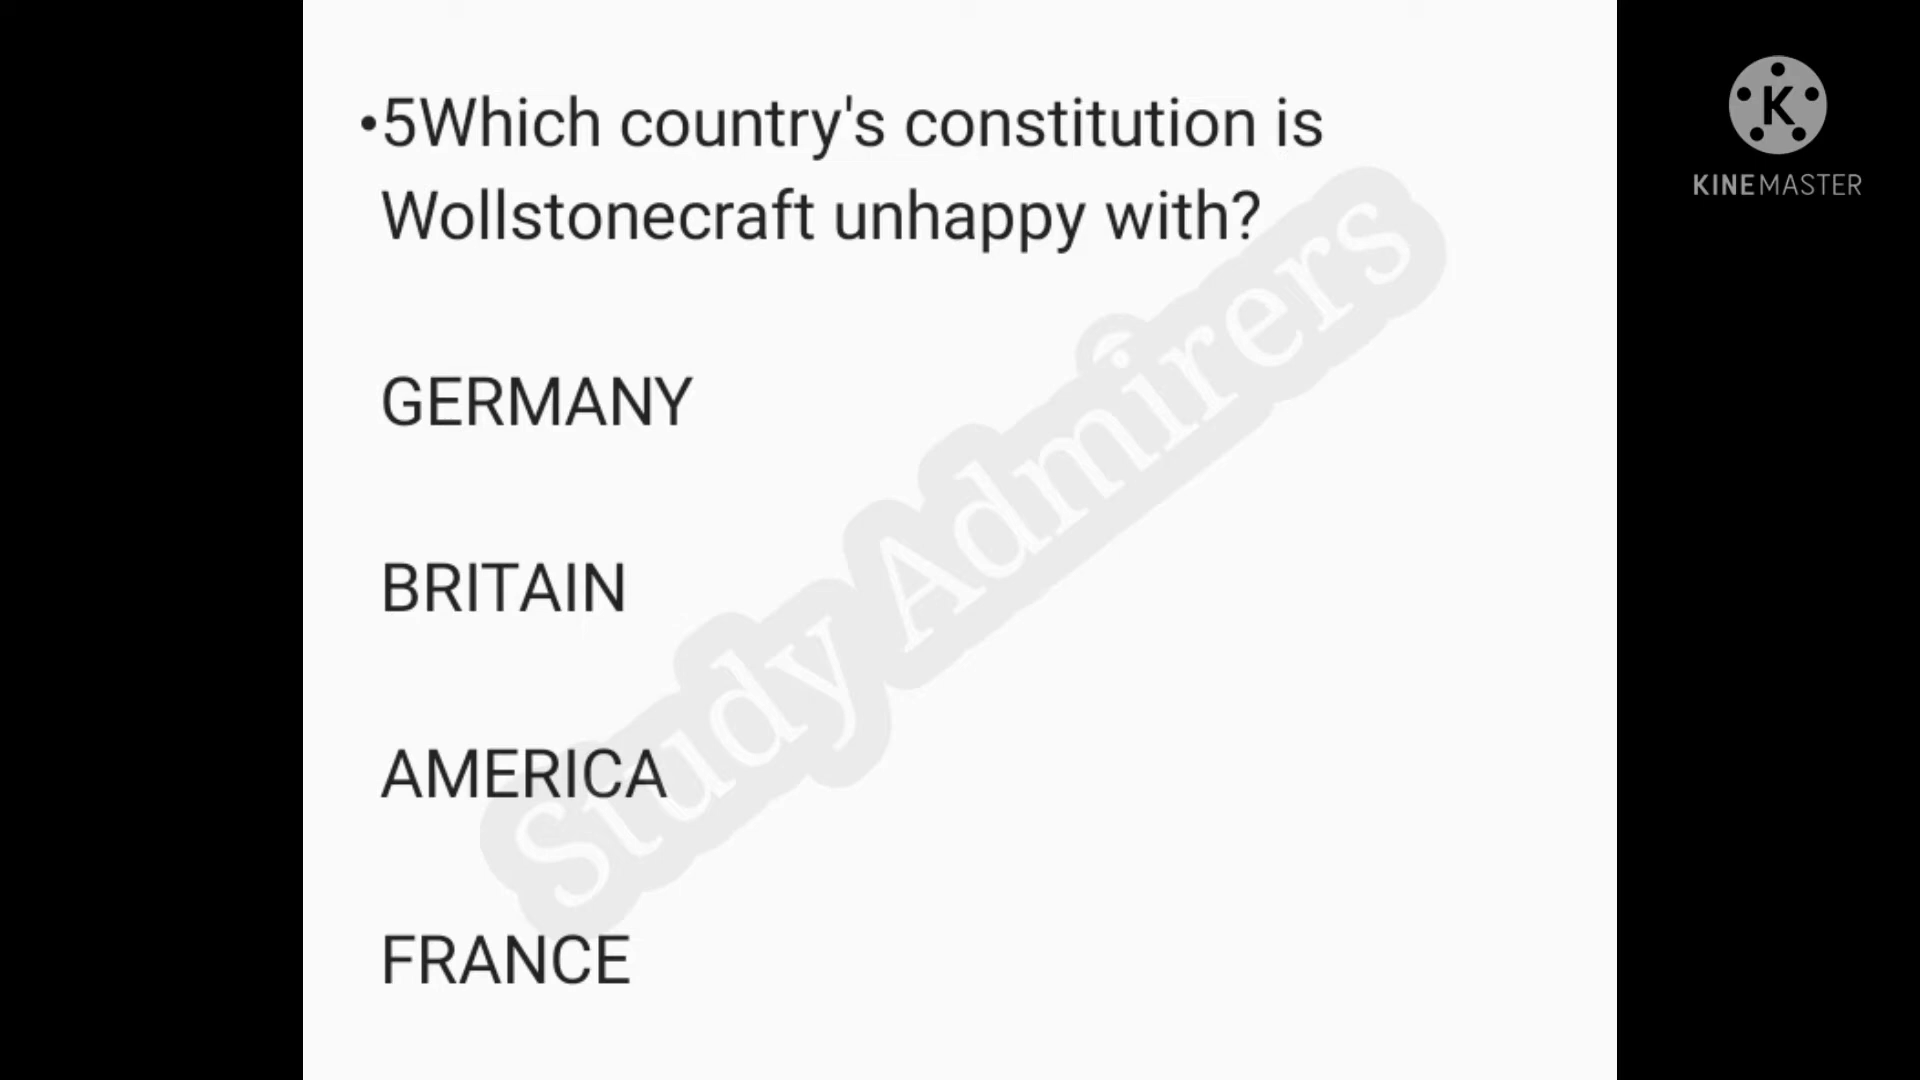 •5Which country's constitution is
Wollstonecraft unhappy with?
GERMANY
BRITAIN
AMERICA
FRANCE
Study Admirers
K
KINEMASTER